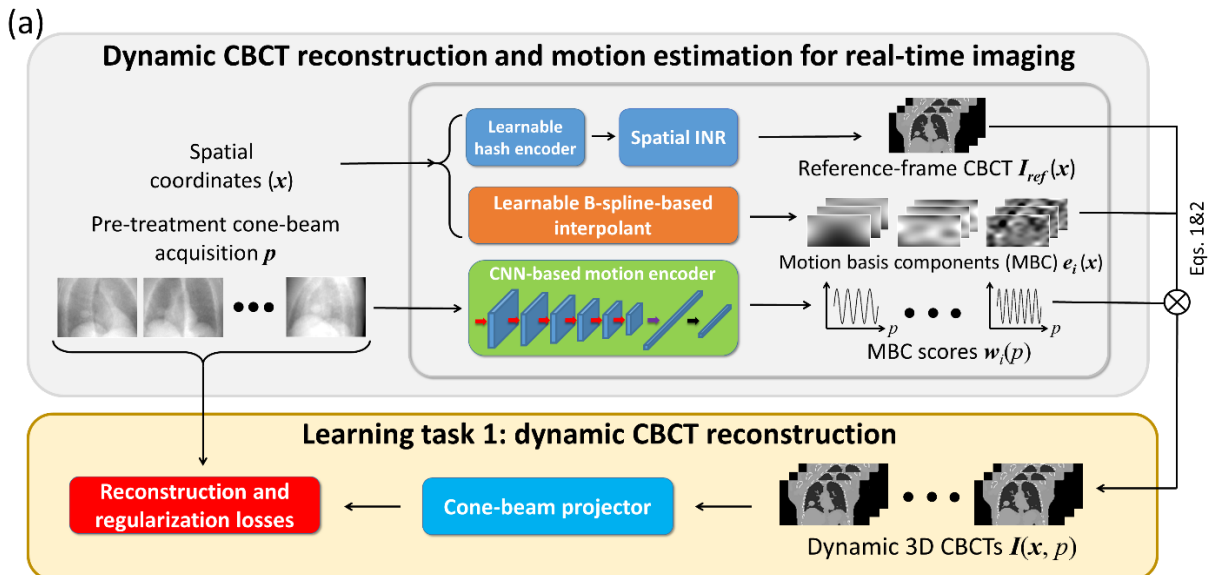 (a)
Dynamic CBCT reconstruction and motion estimation for real-time imaging
Spatial
coordinates (x)
Learnable
hash encoder
Spatial INR
Reference-frame CBCT I_ref(x)
Pre-treatment cone-beam
acquisition p
Learnable B-spline-based
interpolant
Motion basis components (MBC) e_i(x)
CNN-based motion encoder
p
p
MBC scores w_i(p)
Eqs. 1&2
Learning task 1: dynamic CBCT reconstruction
Reconstruction and
regularization losses
Cone-beam projector
Dynamic 3D CBCTs I(x, p)